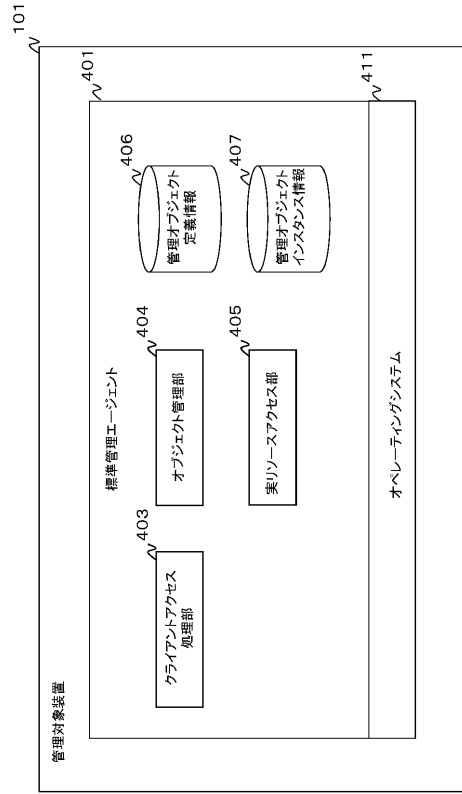 101
管理対象装置
401
標準管理エージェント
403
クライアントアクセス
処理部
404
オブジェクト管理部
406
管理オブジェクト
定義情報
405
実リソースアクセス部
407
管理オブジェクト
インスタンス情報
411
オペレーティングシステム